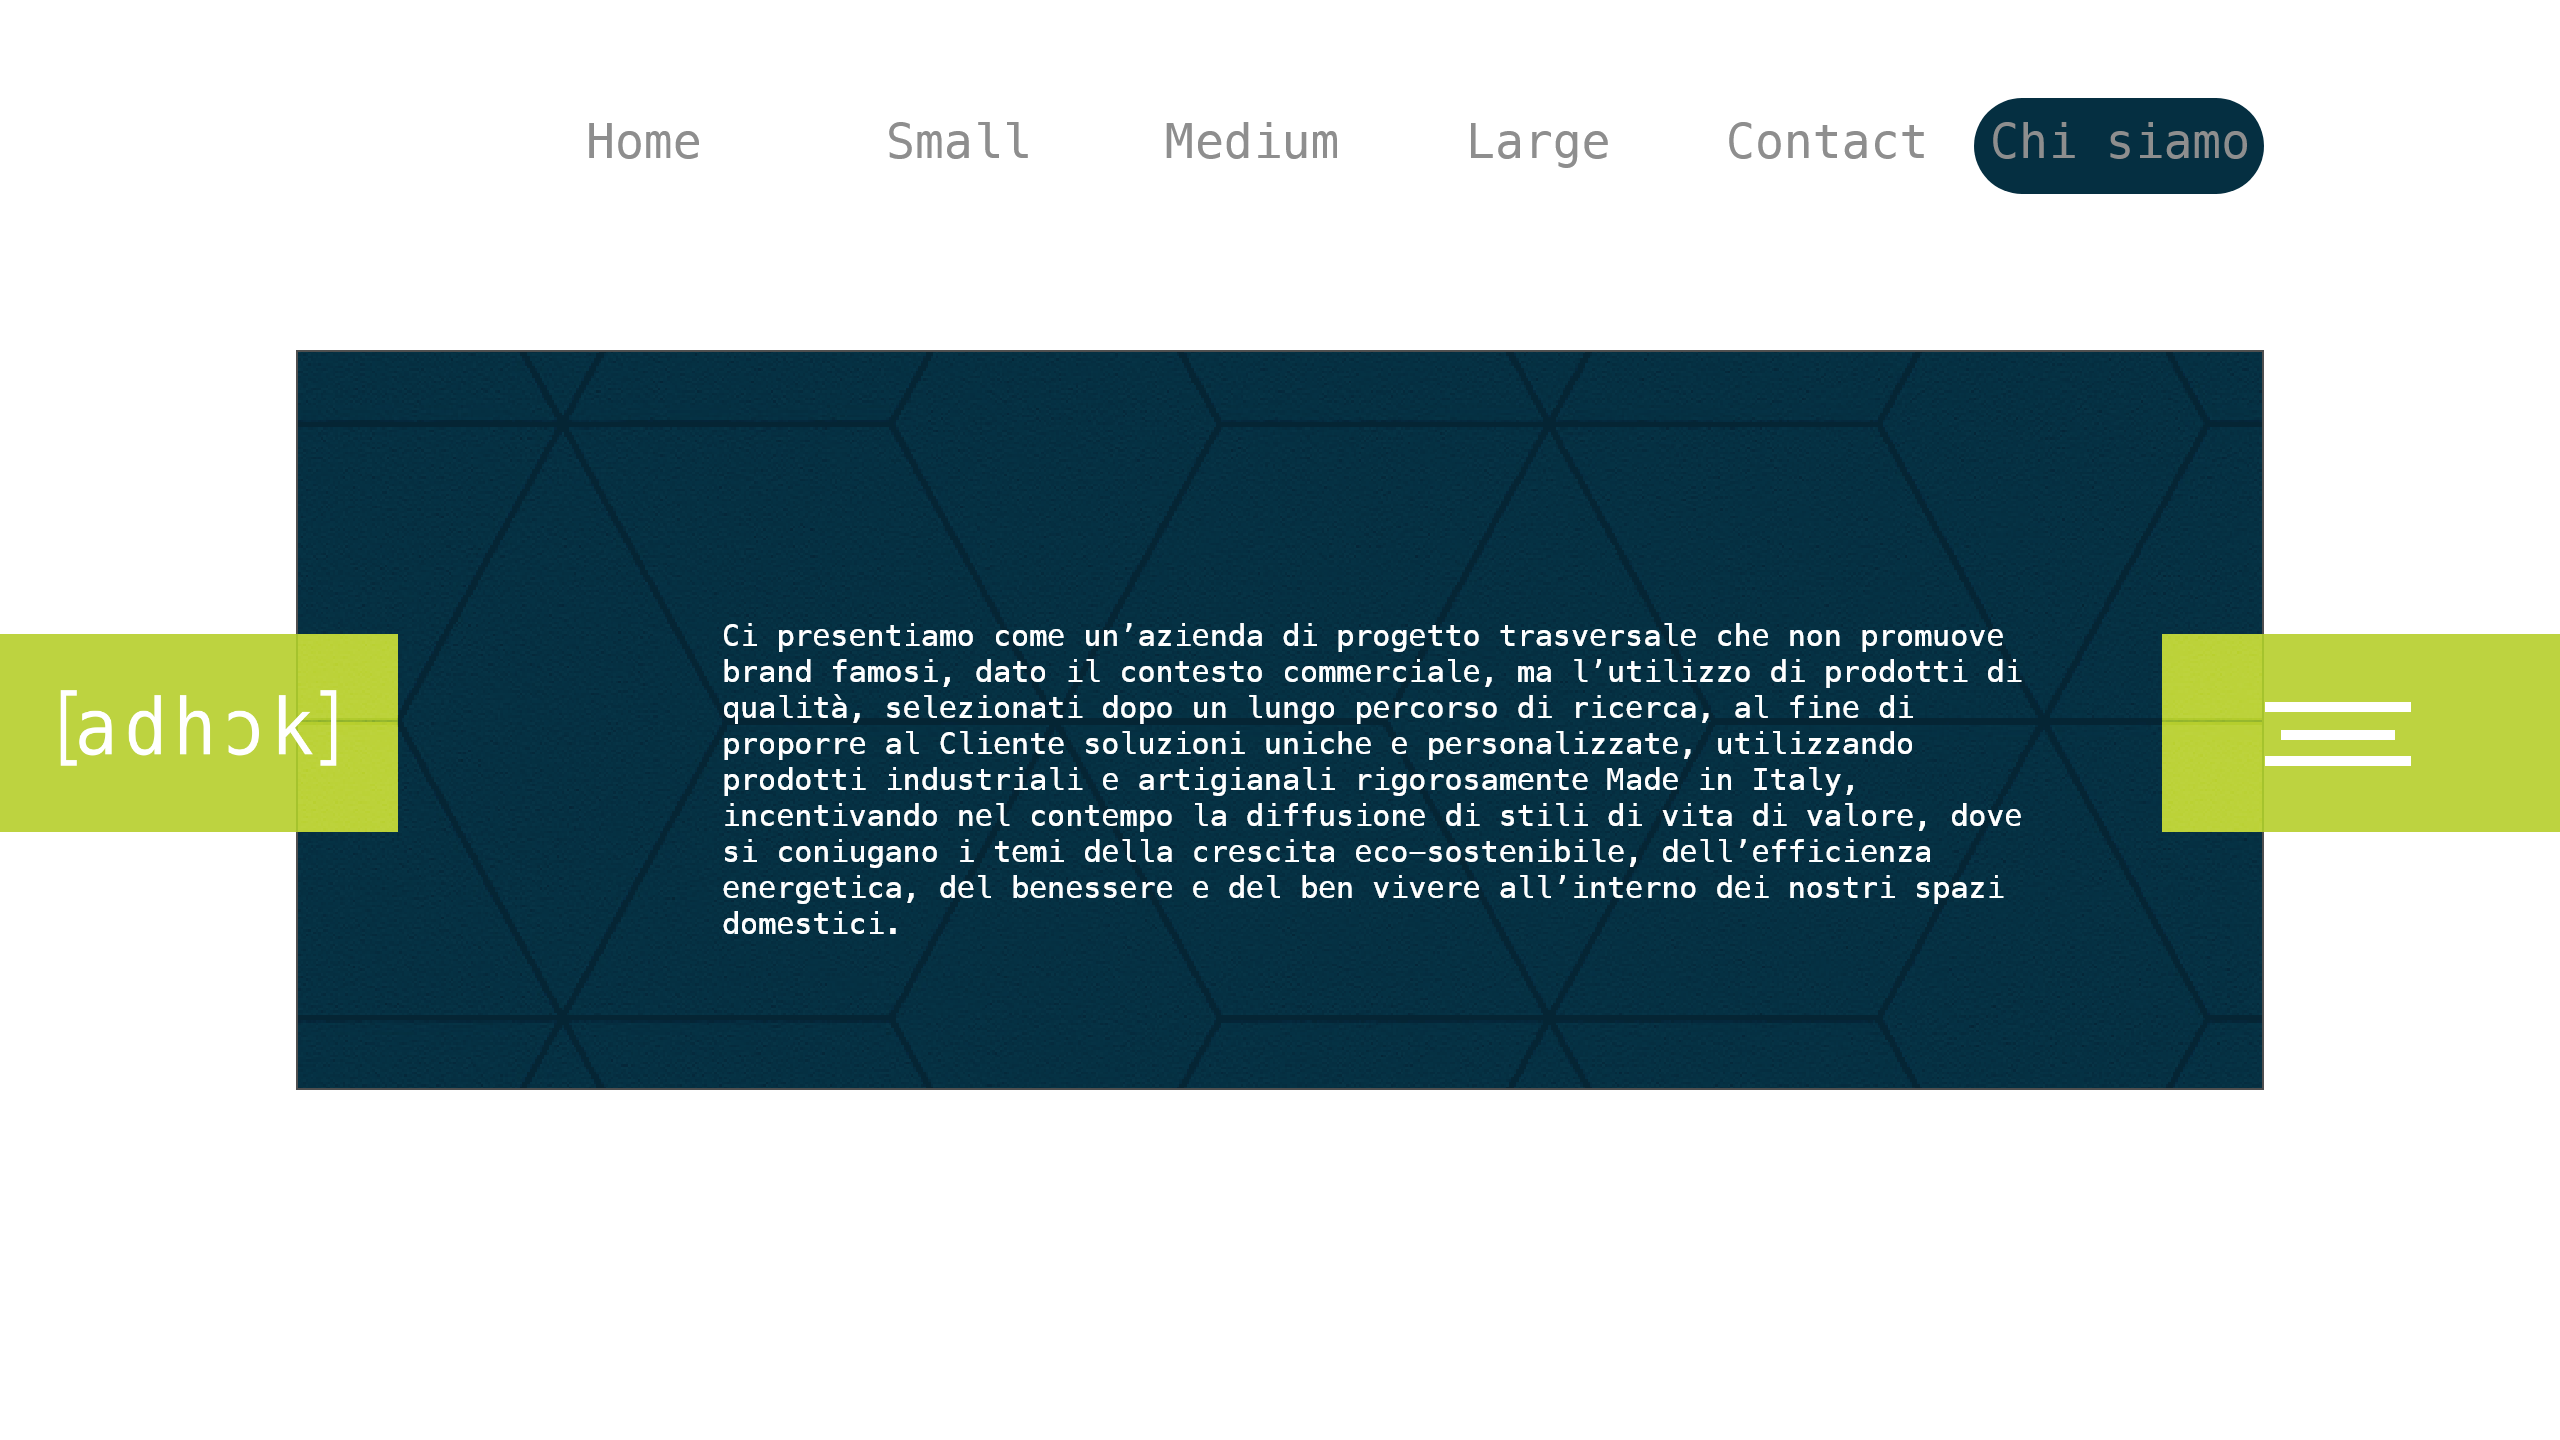 Home Small Medium Large Contact Chi siamo
Ci presentiamo come un’azienda di progetto trasversale che non promuove
brand famosi, dato il contesto commerciale, ma l’utilizzo di prodotti di
qualità, selezionati dopo un lungo percorso di ricerca, al fine di
proporre al Cliente soluzioni uniche e personalizzate, utilizzando
prodotti industriali e artigianali rigorosamente Made in Italy,
incentivando nel contempo la diffusione di stili di vita di valore, dove
si coniugano i temi della crescita eco–sostenibile, dell’efficienza
energetica, del benessere e del ben vivere all’interno dei nostri spazi
domestici.
[adhɔk]